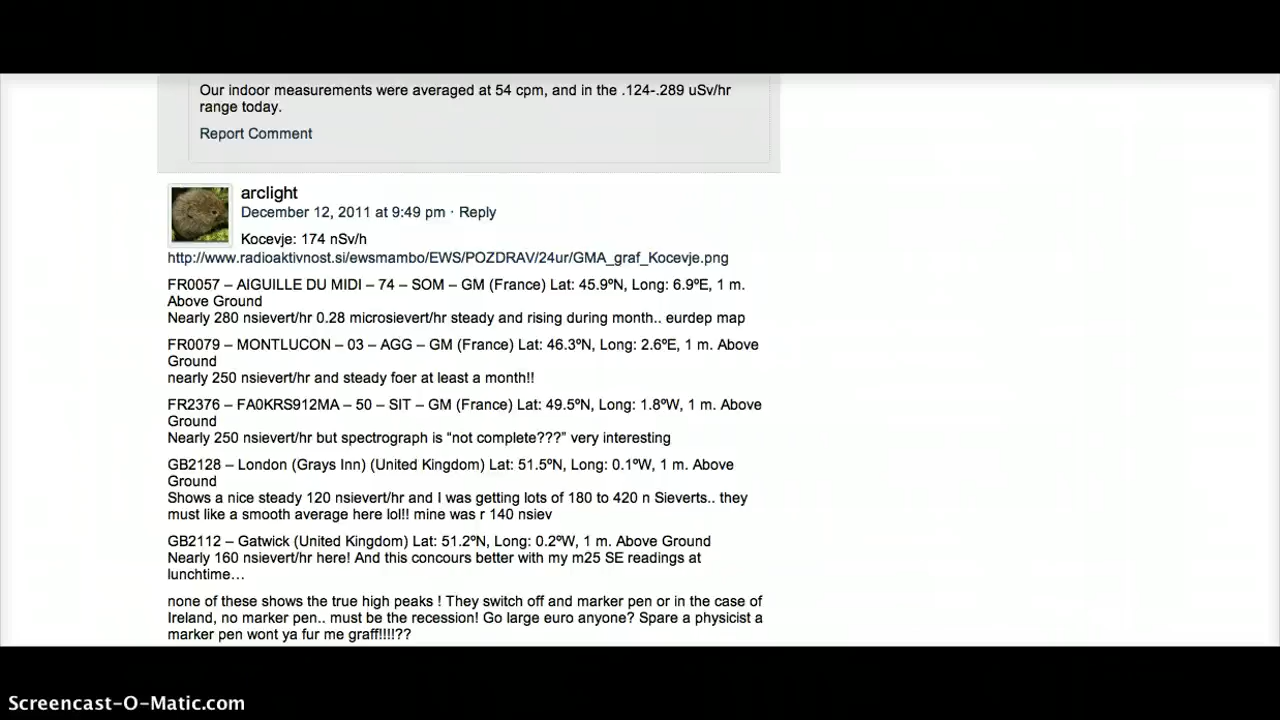 Our indoor measurements were averaged at 54 cpm, and in the .124-.289 uSv/hr
range today.
Report Comment
arclight
December 12, 2011 at 9:49 pm · Reply
Kocevje: 174 nSv/h
http://www.radioaktivnost.si/ewsmambo/EWS/POZDRAV/24ur/GMA_graf_Kocevje.png
FR0057 – AIGUILLE DU MIDI – 74 – SOM – GM (France) Lat: 45.9ºN, Long: 6.9ºE, 1 m.
Above Ground
Nearly 280 nsievert/hr 0.28 microsievert/hr steady and rising during month.. eurdep map
FR0079 – MONTLUCON – 03 – AGG – GM (France) Lat: 46.3ºN, Long: 2.6ºE, 1 m. Above
Ground
nearly 250 nsievert/hr and steady foer at least a month!!
FR2376 – FA0KRS912MA – 50 – SIT – GM (France) Lat: 49.5ºN, Long: 1.8ºW, 1 m. Above
Ground
Nearly 250 nsievert/hr but spectrograph is “not complete???” very interesting
GB2128 – London (Grays Inn) (United Kingdom) Lat: 51.5ºN, Long: 0.1ºW, 1 m. Above
Ground
Shows a nice steady 120 nsievert/hr and I was getting lots of 180 to 420 n Sieverts.. they
must like a smooth average here lol!! mine was r 140 nsiev
GB2112 – Gatwick (United Kingdom) Lat: 51.2ºN, Long: 0.2ºW, 1 m. Above Ground
Nearly 160 nsievert/hr here! And this concours better with my m25 SE readings at
lunchtime…
none of these shows the true high peaks ! They switch off and marker pen or in the case of
Ireland, no marker pen.. must be the recession! Go large euro anyone? Spare a physicist a
marker pen wont ya fur me graff!!!!??
Screencast-O-Matic.com